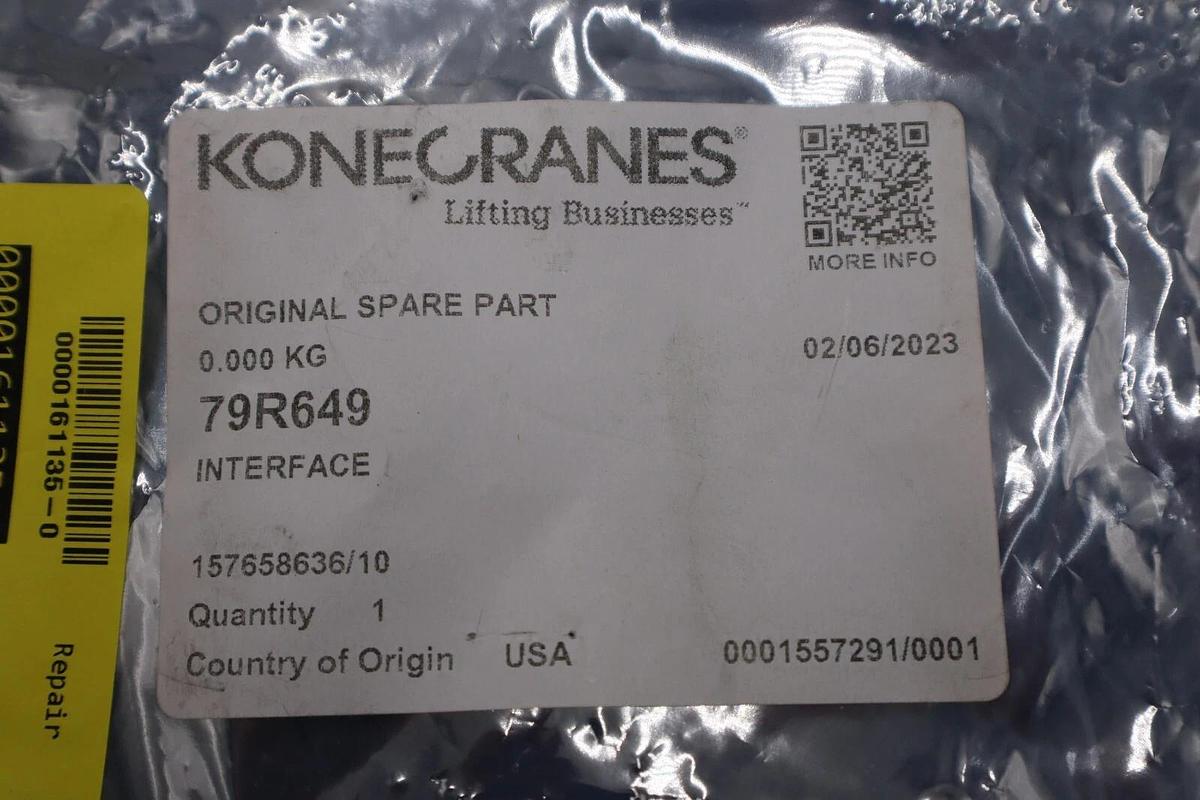 KONECRANES®
Lifting Businesses™
MORE INFO
ORIGINAL SPARE PART
0.000 KG
02/06/2023
79R649
INTERFACE
157658636/10
Quantity 1
Country of Origin USA
0001557291/0001
0000161135-0
Repair